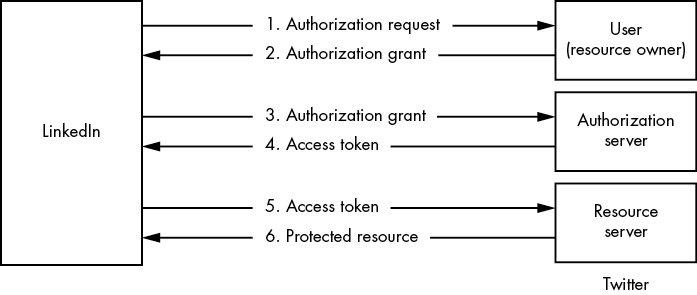 LinkedIn
1. Authorization request
2. Authorization grant
User
(resource owner)
3. Authorization grant
4. Access token
Authorization
server
5. Access token
6. Protected resource
Resource
server
Twitter